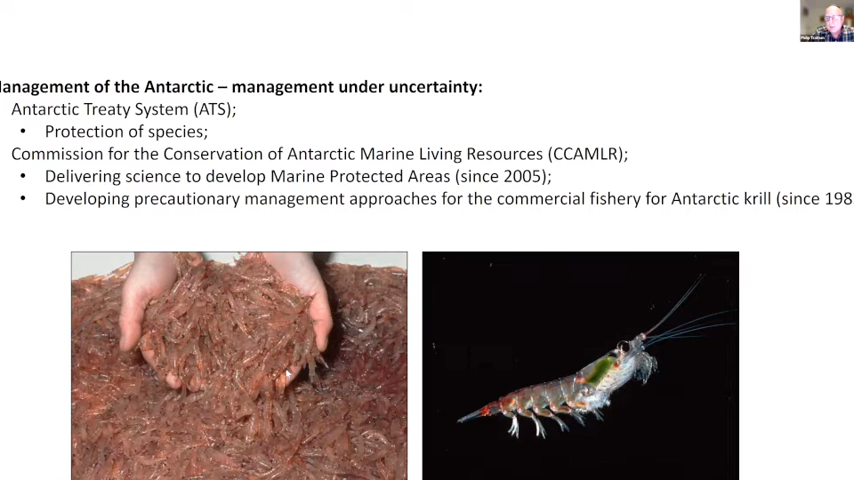 anagement of the Antarctic – management under uncertainty:
Antarctic Treaty System (ATS);
• Protection of species;
Commission for the Conservation of Antarctic Marine Living Resources (CCAMLR);
• Delivering science to develop Marine Protected Areas (since 2005);
• Developing precautionary management approaches for the commercial fishery for Antarctic krill (since 198